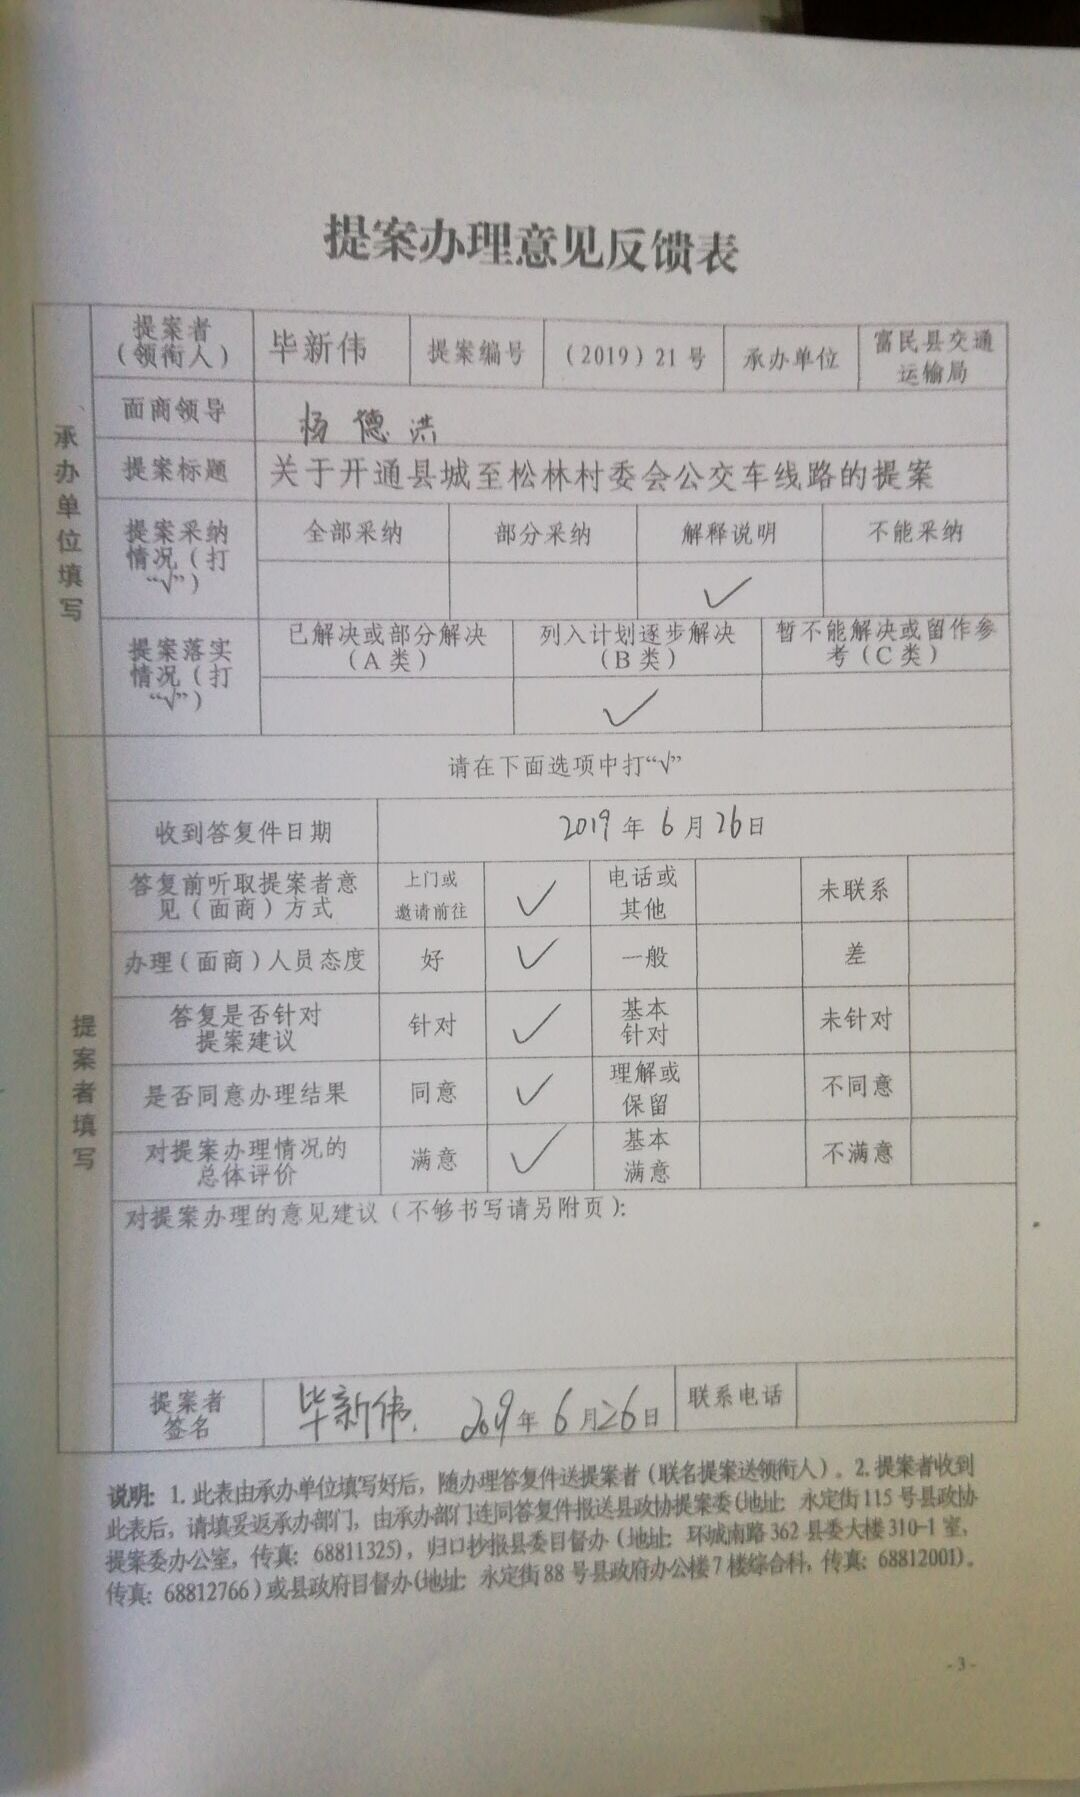 提案办理意见反馈表
承办单位填写
提案者
（领衔人）
毕新伟
提案编号
（2019）21号
承办单位
富民县交通
运输局
面商领导
杨德洪
提案标题
关于开通县城至松林村委会公交车线路的提案
提案采纳
情况（打
“√”）
全部采纳
部分采纳
解释说明
不能采纳
✓
提案落实
情况（打
“√”）
已解决或部分解决
（A类）
列入计划逐步解决
（B类）
暂不能解决或留作参
考（C类）
✓
提案者填写
请在下面选项中打“√”
收到答复件日期
2019年6月26日
答复前听取提案者意
见（面商）方式
上门或
邀请前往
✓
电话或
其他
未联系
办理（面商）人员态度
好
✓
一般
差
答复是否针对
提案建议
针对
✓
基本
针对
未针对
是否同意办理结果
同意
✓
理解或
保留
不同意
对提案办理情况的
总体评价
满意
✓
基本
满意
不满意
对提案办理的意见建议（不够书写请另附页）：
提案者
签名
毕新伟. 2019年6月26日
联系电话
说明：1. 此表由承办单位填写好后，随办理答复件送提案者（联名提案送领衔人）。2. 提案者收到
此表后，请填妥返承办部门，由承办部门连同答复件报送县政协提案委（地址：永定街115号县政协
提案委办公室，传真：68811325），归口抄报县委目督办（地址：环城南路362县委大楼310-1室，
传真：68812766）或县政府目督办（地址：永定街88号县政府办公楼7楼综合科，传真：68812001）。
- 3 -